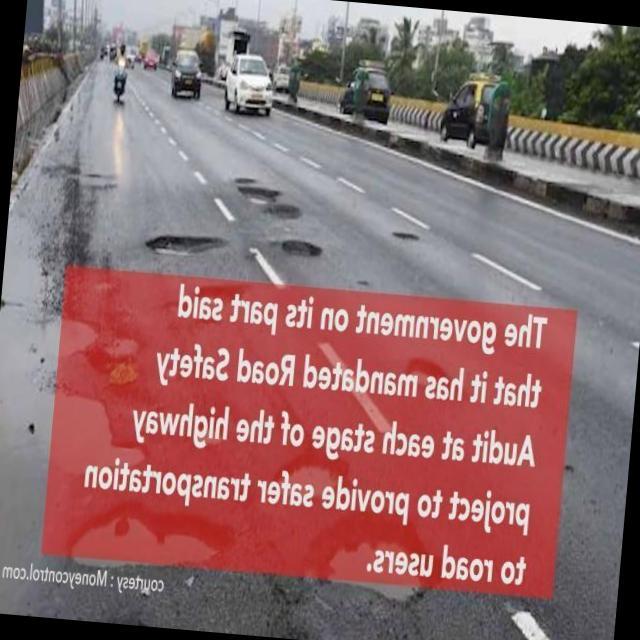 The government on its part said
that it has mandated Road Safety
Audit at each stage of the highway
project to provide safer transportation
to road users.
courtesy : Moneycontrol.com